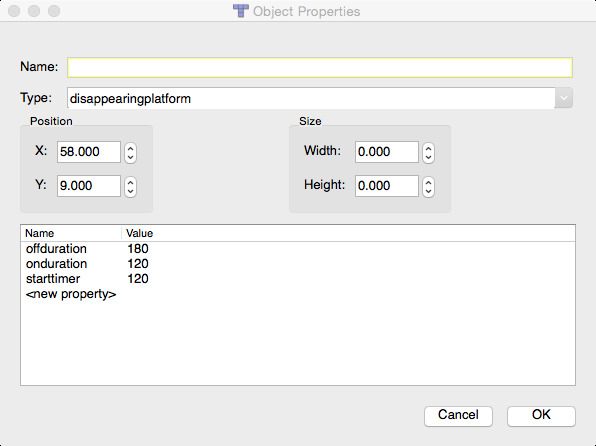 Object Properties
Name:
Type: disappearingplatform
Position Size
X: 58.000 Width: 0.000
Y: 9.000 Height: 0.000
Name Value
offduration 180
onduration 120
starttimer 120
<new property>
Cancel OK